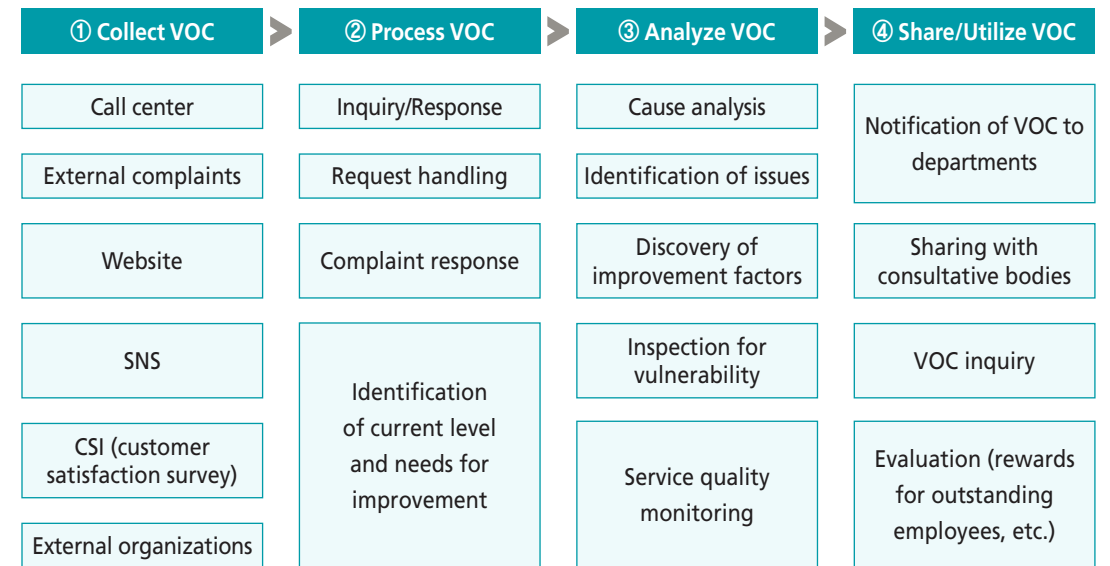 ① Collect VOC
② Process VOC
③ Analyze VOC
④ Share/Utilize VOC
Call center
External complaints
Website
SNS
CSI (customer
satisfaction survey)
External organizations
Inquiry/Response
Request handling
Complaint response
Identification
of current level
and needs for
improvement
Cause analysis
Identification of issues
Discovery of
improvement factors
Inspection for
vulnerability
Service quality
monitoring
Notification of VOC to
departments
Sharing with
consultative bodies
VOC inquiry
Evaluation (rewards
for outstanding
employees, etc.)